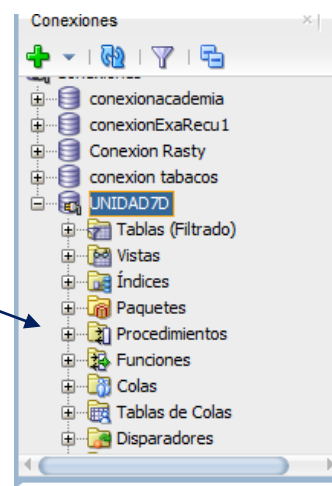 Conexiones
Conexiones
conexionacademia
conexionExaRecu1
Conexion Rasty
conexion tabacos
UNIDAD7D
Tablas (Filtrado)
Vistas
Índices
Paquetes
Procedimientos
Funciones
Colas
Tablas de Colas
Disparadores